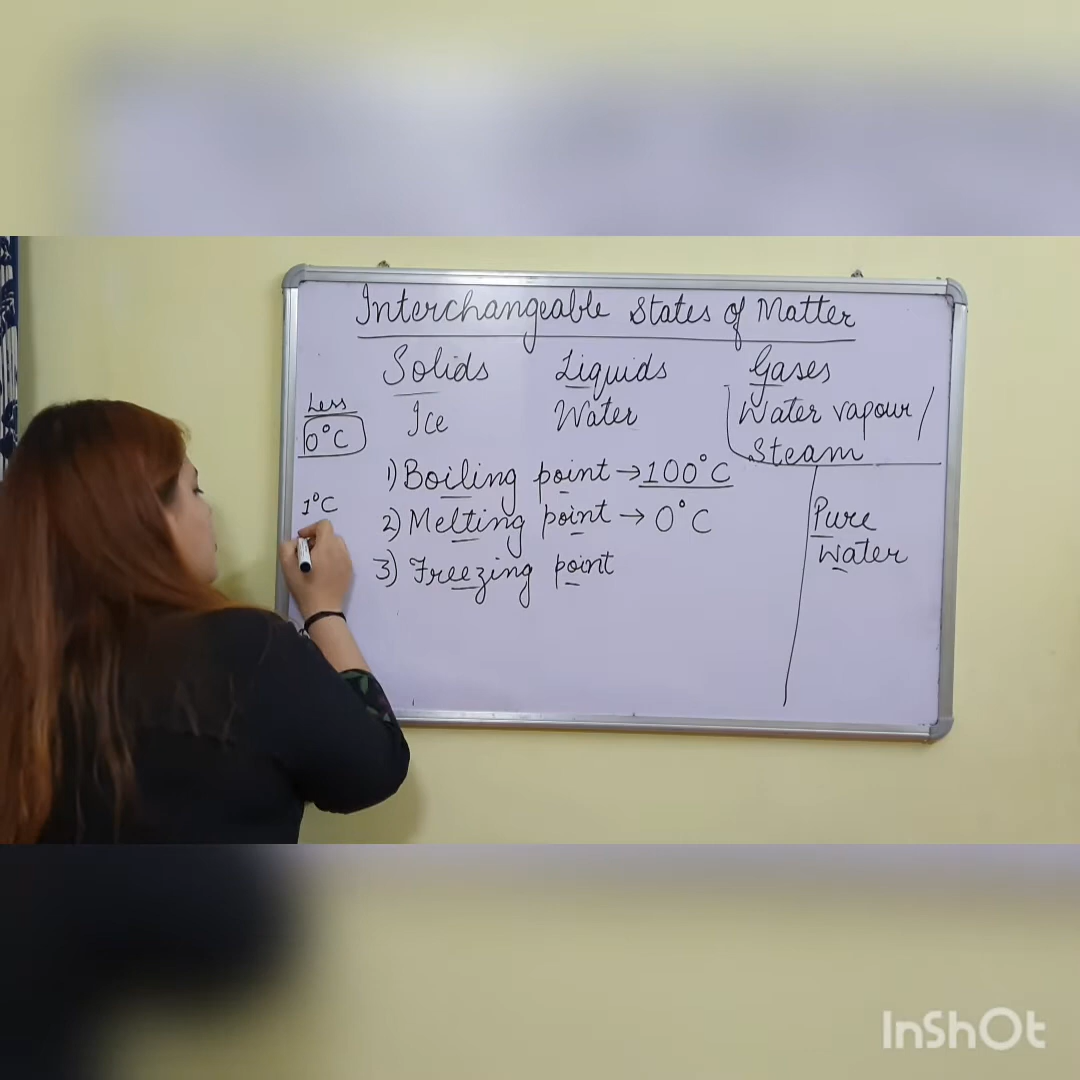 Interchangeable States of Matter
Solids Liquids Gases
Ice Water Water vapour /
Steam
Less
0°C
1°C
1) Boiling point → 100°C
2) Melting point → 0°C
3) Freezing point
Pure
Water
InShOt